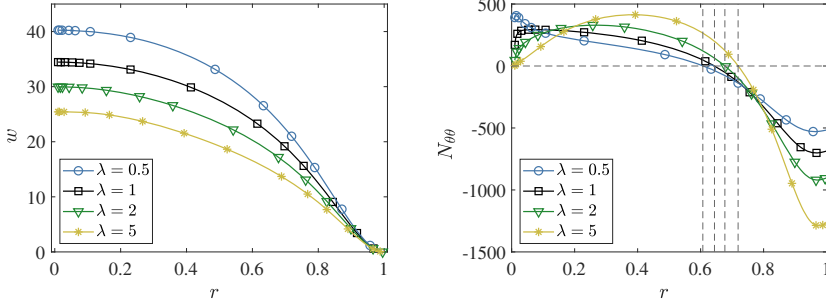 40
30
20
10
0
w
0 0.2 0.4 0.6 0.8 1
r
λ = 0.5
λ = 1
λ = 2
λ = 5
500
0
-500
-1000
-1500
N_θθ
0 0.2 0.4 0.6 0.8 1
r
λ = 0.5
λ = 1
λ = 2
λ = 5